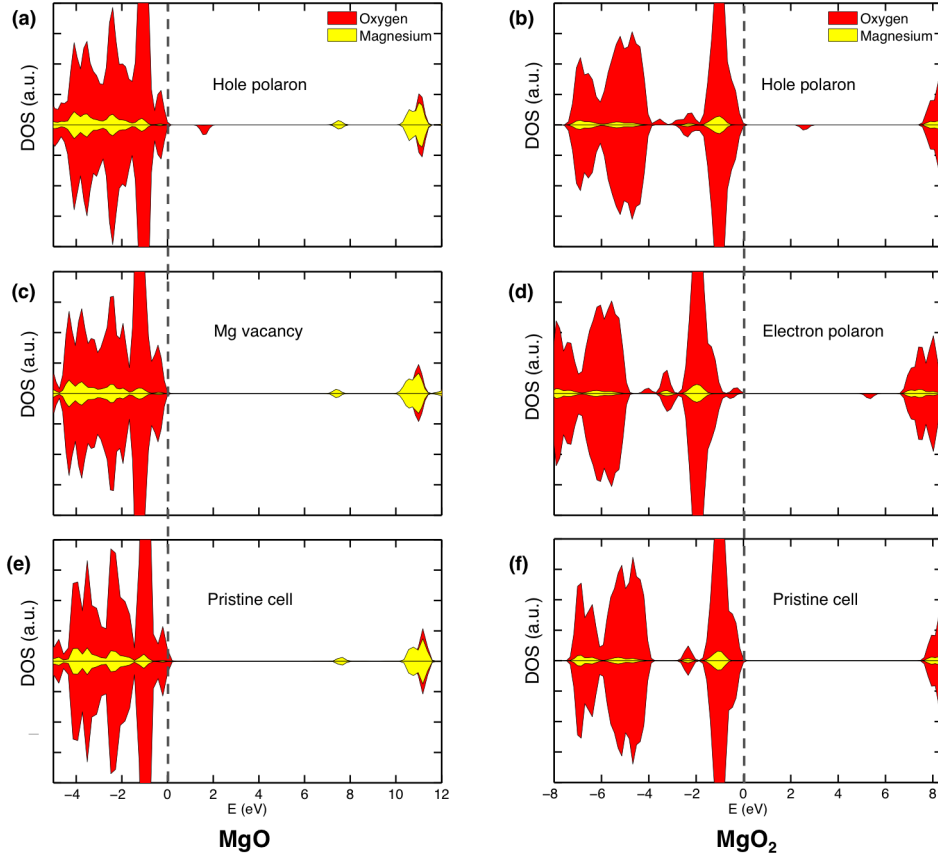 (a)
DOS (a.u.)
Hole polaron
Oxygen
Magnesium
(b)
DOS (a.u.)
Hole polaron
Oxygen
Magnesium
(c)
DOS (a.u.)
Mg vacancy
(d)
DOS (a.u.)
Electron polaron
(e)
DOS (a.u.)
Pristine cell
−4 −2 0 2 4 6 8 10 12
E (eV)
MgO
(f)
DOS (a.u.)
Pristine cell
−8 −6 −4 −2 0 2 4 6 8
E (eV)
MgO₂